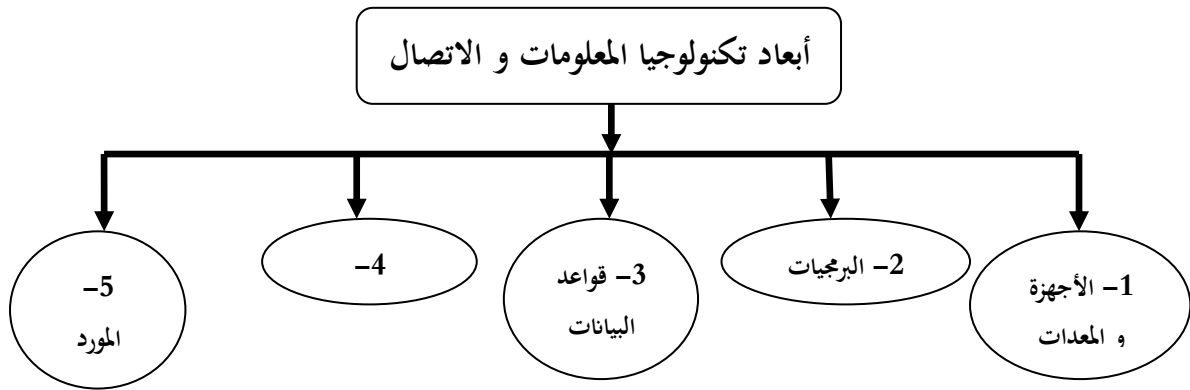 أبعاد تكنولوجيا المعلومات و الاتصال
1- الأجهزة
و المعدات
2- البرمجيات
3- قواعد
البيانات
4-
5-
المورد